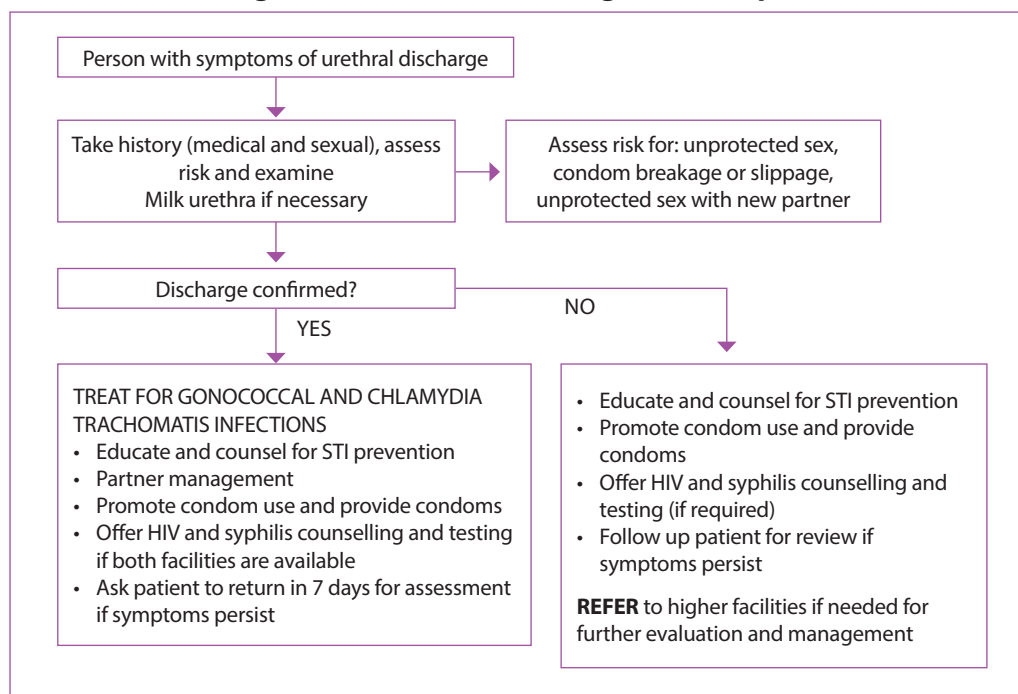 Person with symptoms of urethral discharge
Take history (medical and sexual), assess
risk and examine
Milk urethra if necessary
Assess risk for: unprotected sex,
condom breakage or slippage,
unprotected sex with new partner
Discharge confirmed?
YES
NO
TREAT FOR GONOCOCCAL AND CHLAMYDIA
TRACHOMATIS INFECTIONS
• Educate and counsel for STI prevention
• Partner management
• Promote condom use and provide condoms
• Offer HIV and syphilis counselling and testing
if both facilities are available
• Ask patient to return in 7 days for assessment
if symptoms persist
• Educate and counsel for STI prevention
• Promote condom use and provide
condoms
• Offer HIV and syphilis counselling and
testing (if required)
• Follow up patient for review if
symptoms persist
REFER to higher facilities if needed for
further evaluation and management